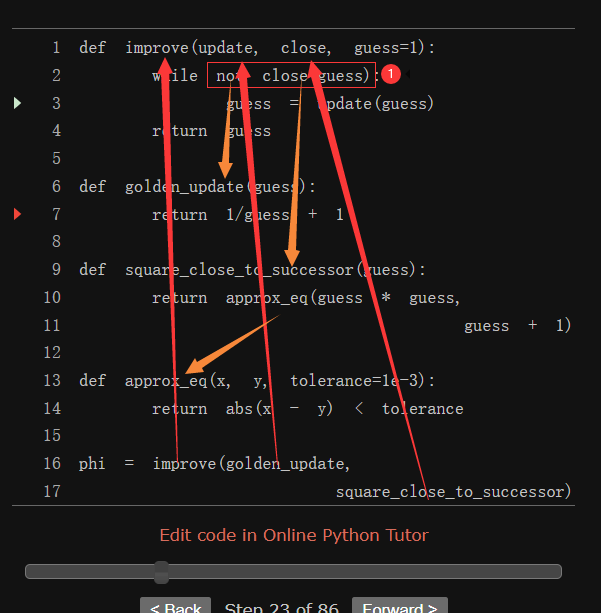 1 def improve(update, close, guess=1):
2 while not close(guess): 1
3 guess = update(guess)
4 return guess
5
6 def golden_update(guess):
7 return 1/guess + 1
8
9 def square_close_to_successor(guess):
10 return approx_eq(guess * guess,
11 guess + 1)
12
13 def approx_eq(x, y, tolerance=1e-3):
14 return abs(x - y) < tolerance
15
16 phi = improve(golden_update,
17 square_close_to_successor)
Edit code in Online Python Tutor
< Back Step 23 of 86 Forward >